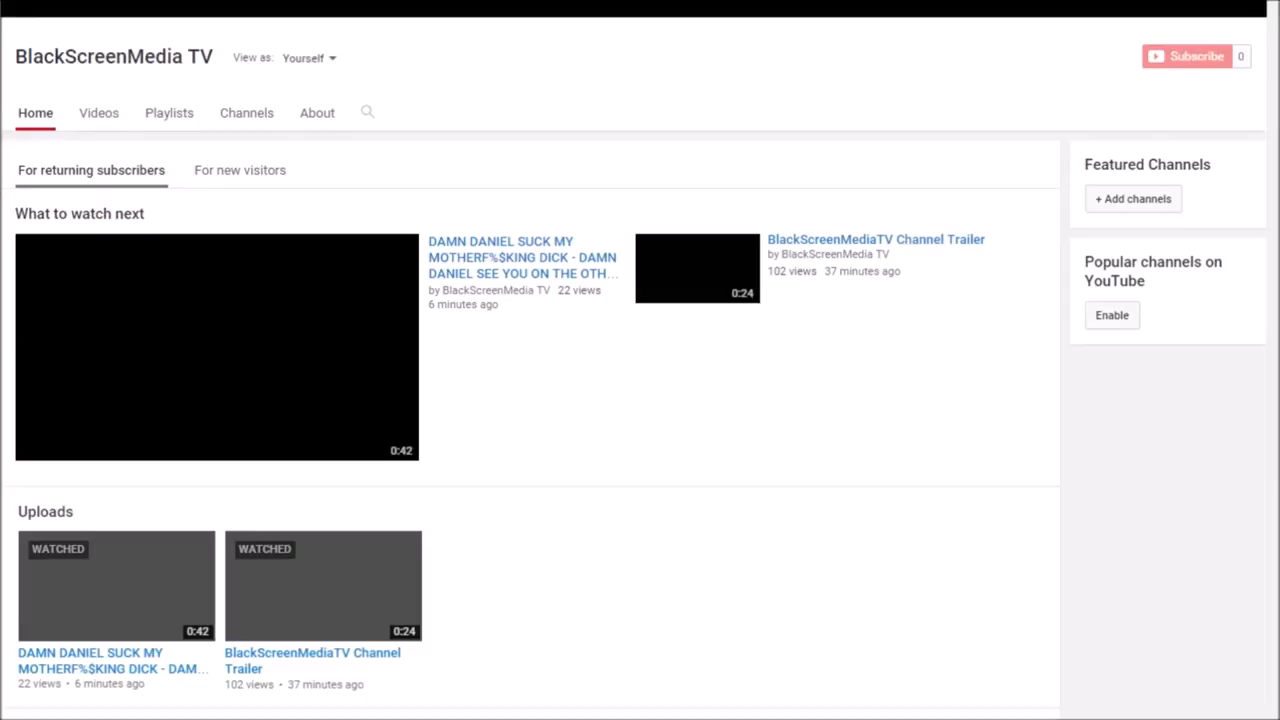 BlackScreenMedia TV
View as: Yourself
Subscribe 0
Home Videos Playlists Channels About
For returning subscribers For new visitors
What to watch next
0:42
DAMN DANIEL SUCK MY
MOTHERF%$KING DICK - DAMN
DANIEL SEE YOU ON THE OTH...
by BlackScreenMedia TV 22 views
6 minutes ago
0:24
BlackScreenMediaTV Channel Trailer
by BlackScreenMedia TV
102 views 37 minutes ago
Featured Channels
+ Add channels
Popular channels on
YouTube
Enable
Uploads
WATCHED
0:42
DAMN DANIEL SUCK MY
MOTHERF%$KING DICK - DAM...
22 views • 6 minutes ago
WATCHED
0:24
BlackScreenMediaTV Channel
Trailer
102 views • 37 minutes ago